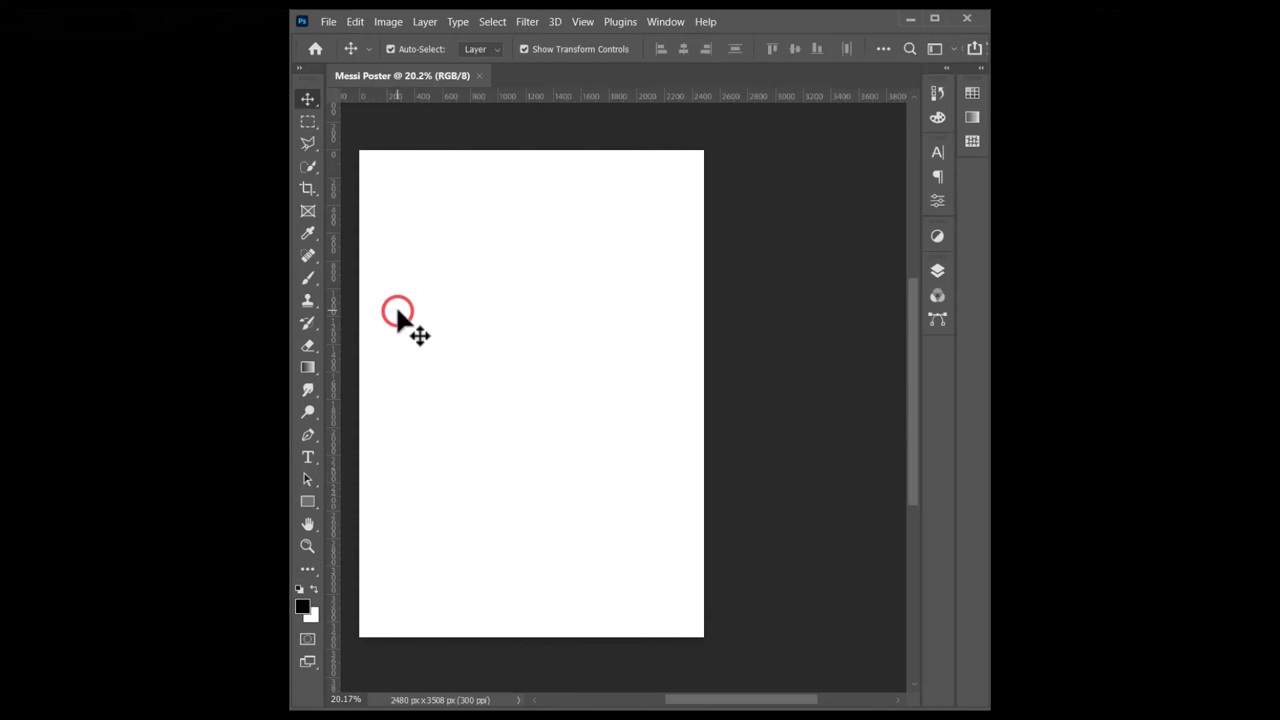 Ps File Edit Image Layer Type Select Filter 3D View Plugins Window Help
Auto-Select: Layer Show Transform Controls
Messi Poster @ 20.2% (RGB/8)
0 200 400 600 800 1000 1200 1400 1600 1800 2000 2200 2400 2600 2800 3000 3200 3400 3600 3800
20.17% 2480 px x 3508 px (300 ppi)